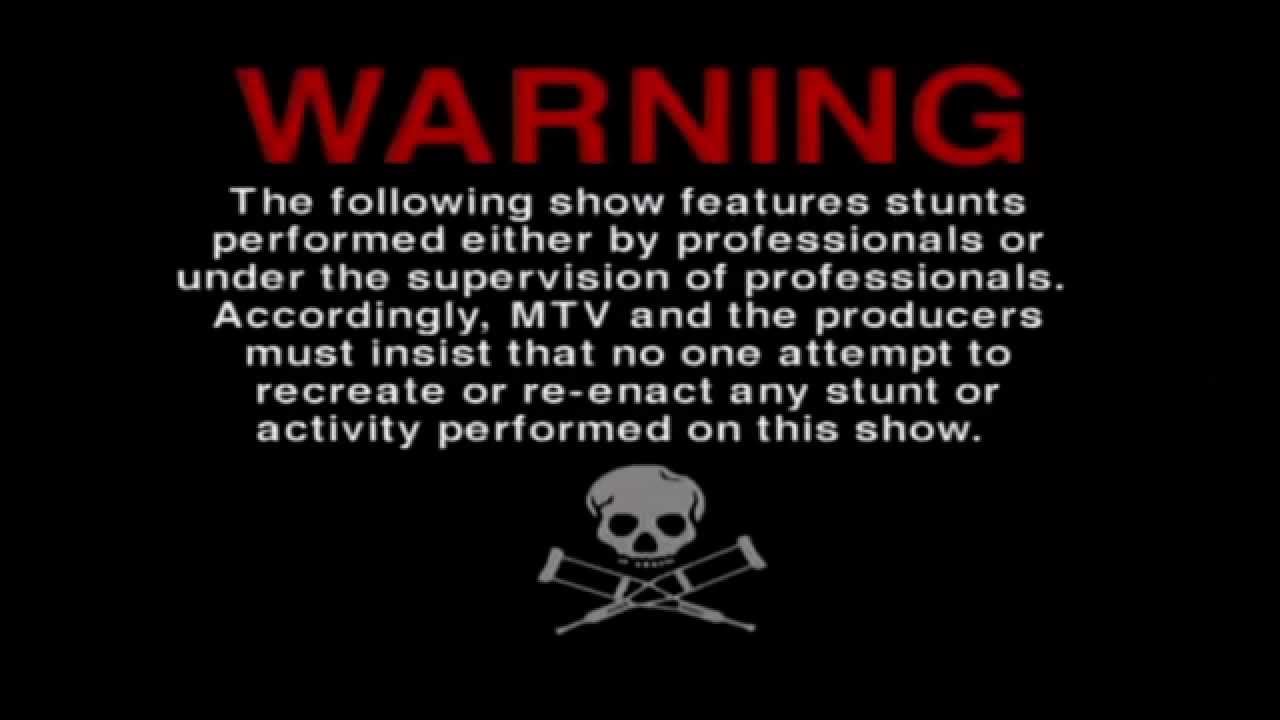 WARNING
The following show features stunts
performed either by professionals or
under the supervision of professionals.
Accordingly, MTV and the producers
must insist that no one attempt to
recreate or re-enact any stunt or
activity performed on this show.